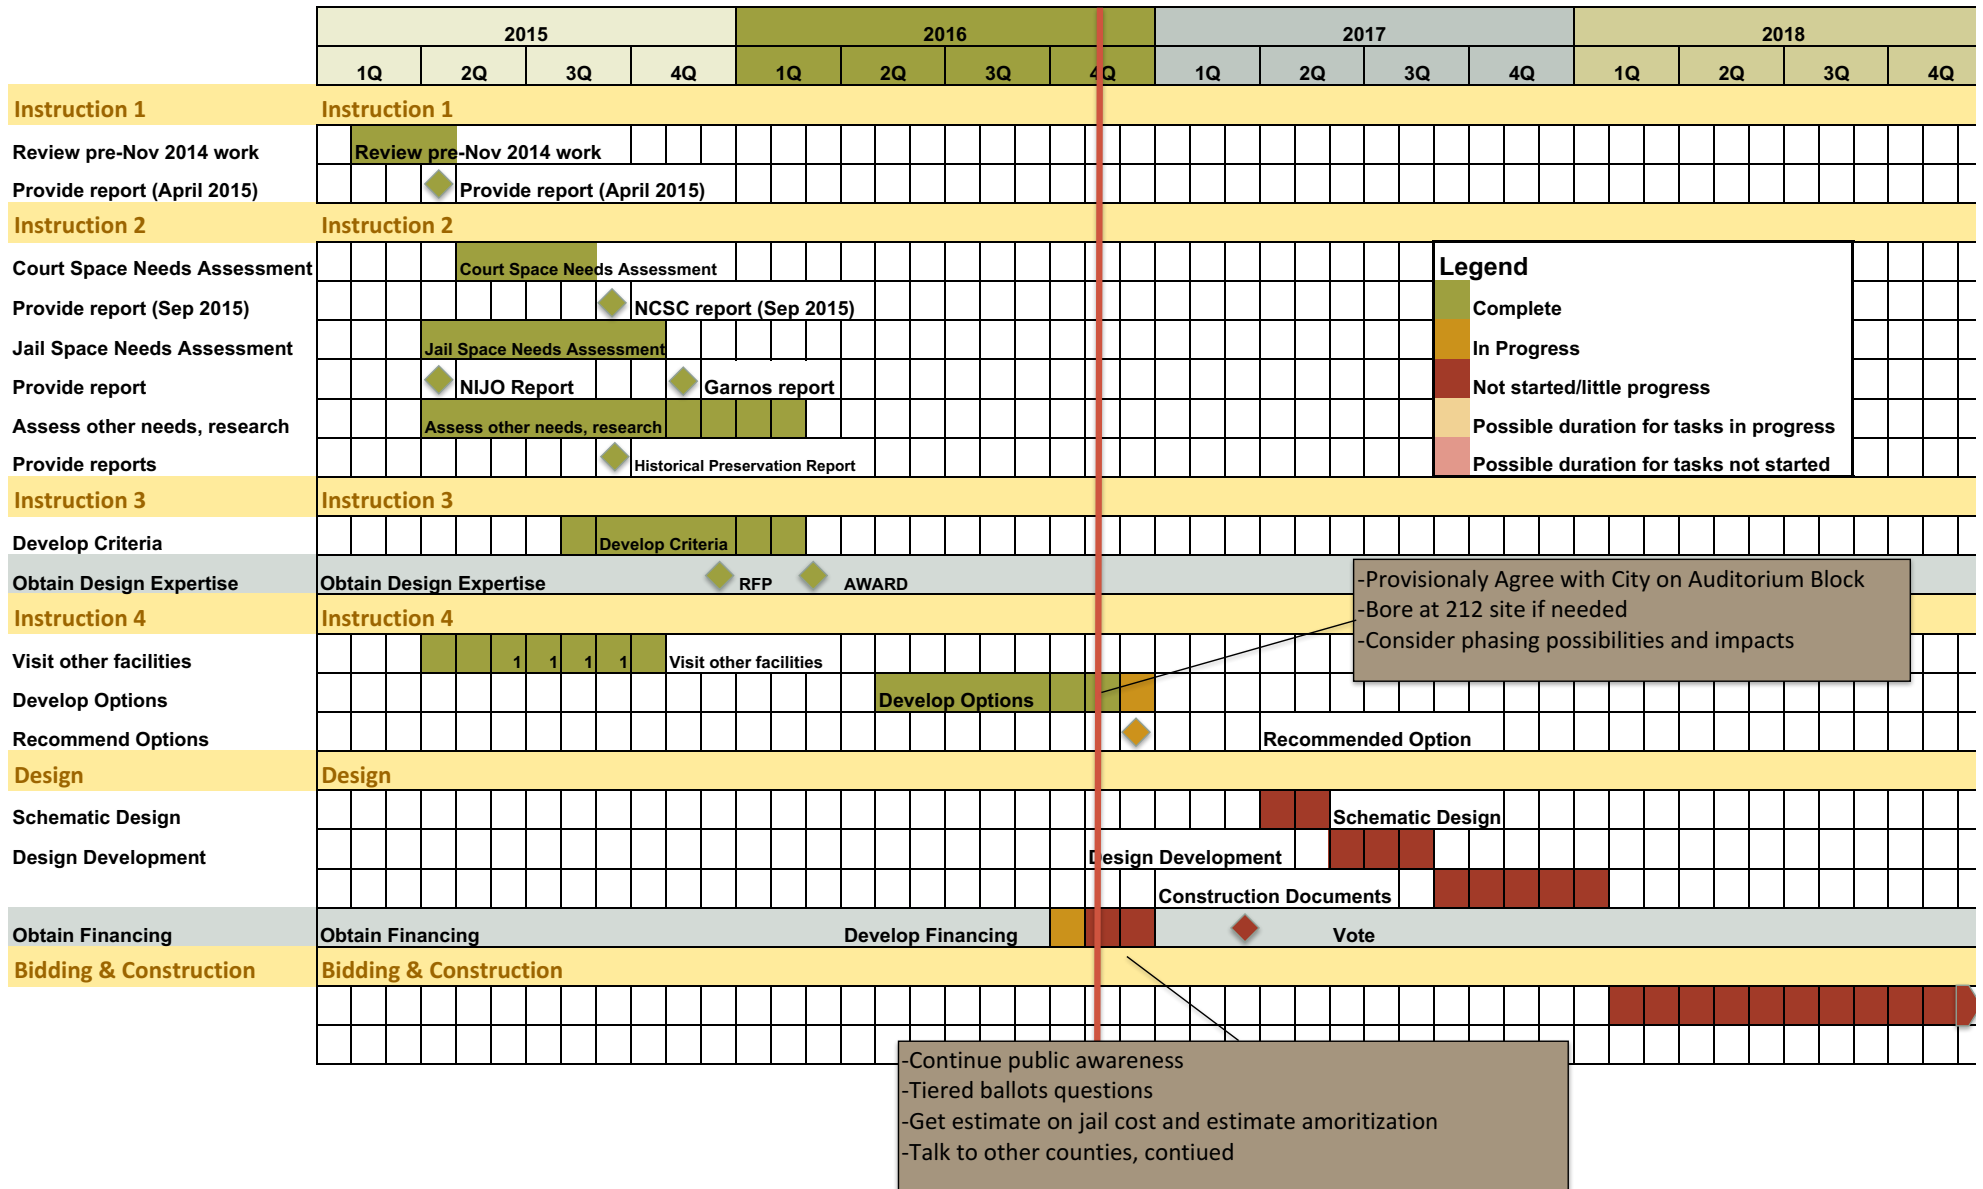 2015 2016 2017 2018
1Q 2Q 3Q 4Q 1Q 2Q 3Q 4Q 1Q 2Q 3Q 4Q 1Q 2Q 3Q 4Q
Instruction 1 Instruction 1
Review pre-Nov 2014 work Review pre-Nov 2014 work
Provide report (April 2015) Provide report (April 2015)
Instruction 2 Instruction 2
Court Space Needs Assessment Court Space Needs Assessment
Provide report (Sep 2015) NCSC report (Sep 2015)
Jail Space Needs Assessment Jail Space Needs Assessment
Provide report NIJO Report Garnos report
Assess other needs, research Assess other needs, research
Provide reports Historical Preservation Report
Legend
Complete
In Progress
Not started/little progress
Possible duration for tasks in progress
Possible duration for tasks not started
Instruction 3 Instruction 3
Develop Criteria Develop Criteria
Obtain Design Expertise Obtain Design Expertise RFP AWARD
-Provisionaly Agree with City on Auditorium Block
-Bore at 212 site if needed
-Consider phasing possibilities and impacts
Instruction 4 Instruction 4
Visit other facilities 1 1 1 1 Visit other facilities
Develop Options Develop Options
Recommend Options Recommended Option
Design Design
Schematic Design Schematic Design
Design Development Design Development
Construction Documents
Obtain Financing Obtain Financing Develop Financing Vote
Bidding & Construction Bidding & Construction
-Continue public awareness
-Tiered ballots questions
-Get estimate on jail cost and estimate amoritization
-Talk to other counties, contiued